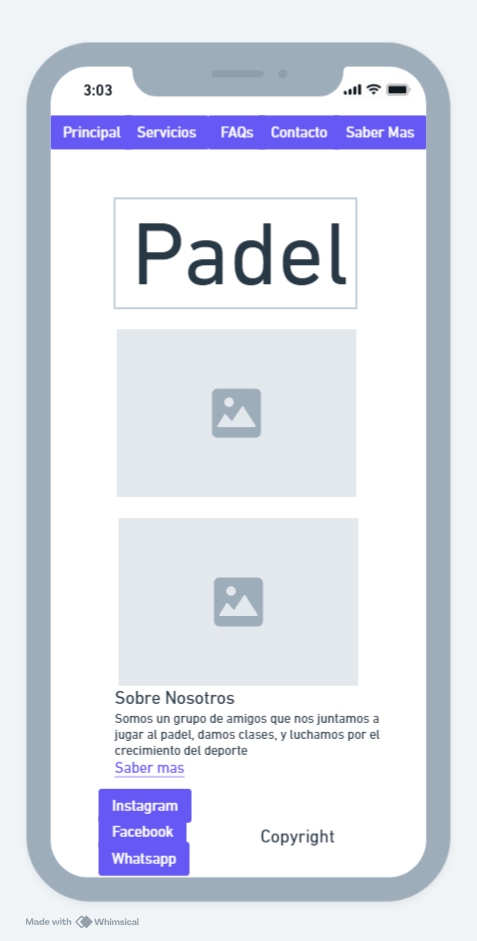 3:03
Principal Servicios FAQs Contacto Saber Mas
Padel
Sobre Nosotros
Somos un grupo de amigos que nos juntamos a
jugar al padel, damos clases, y luchamos por el
crecimiento del deporte
Saber mas
Instagram
Facebook
Copyright
Whatsapp
Made with Whimsical